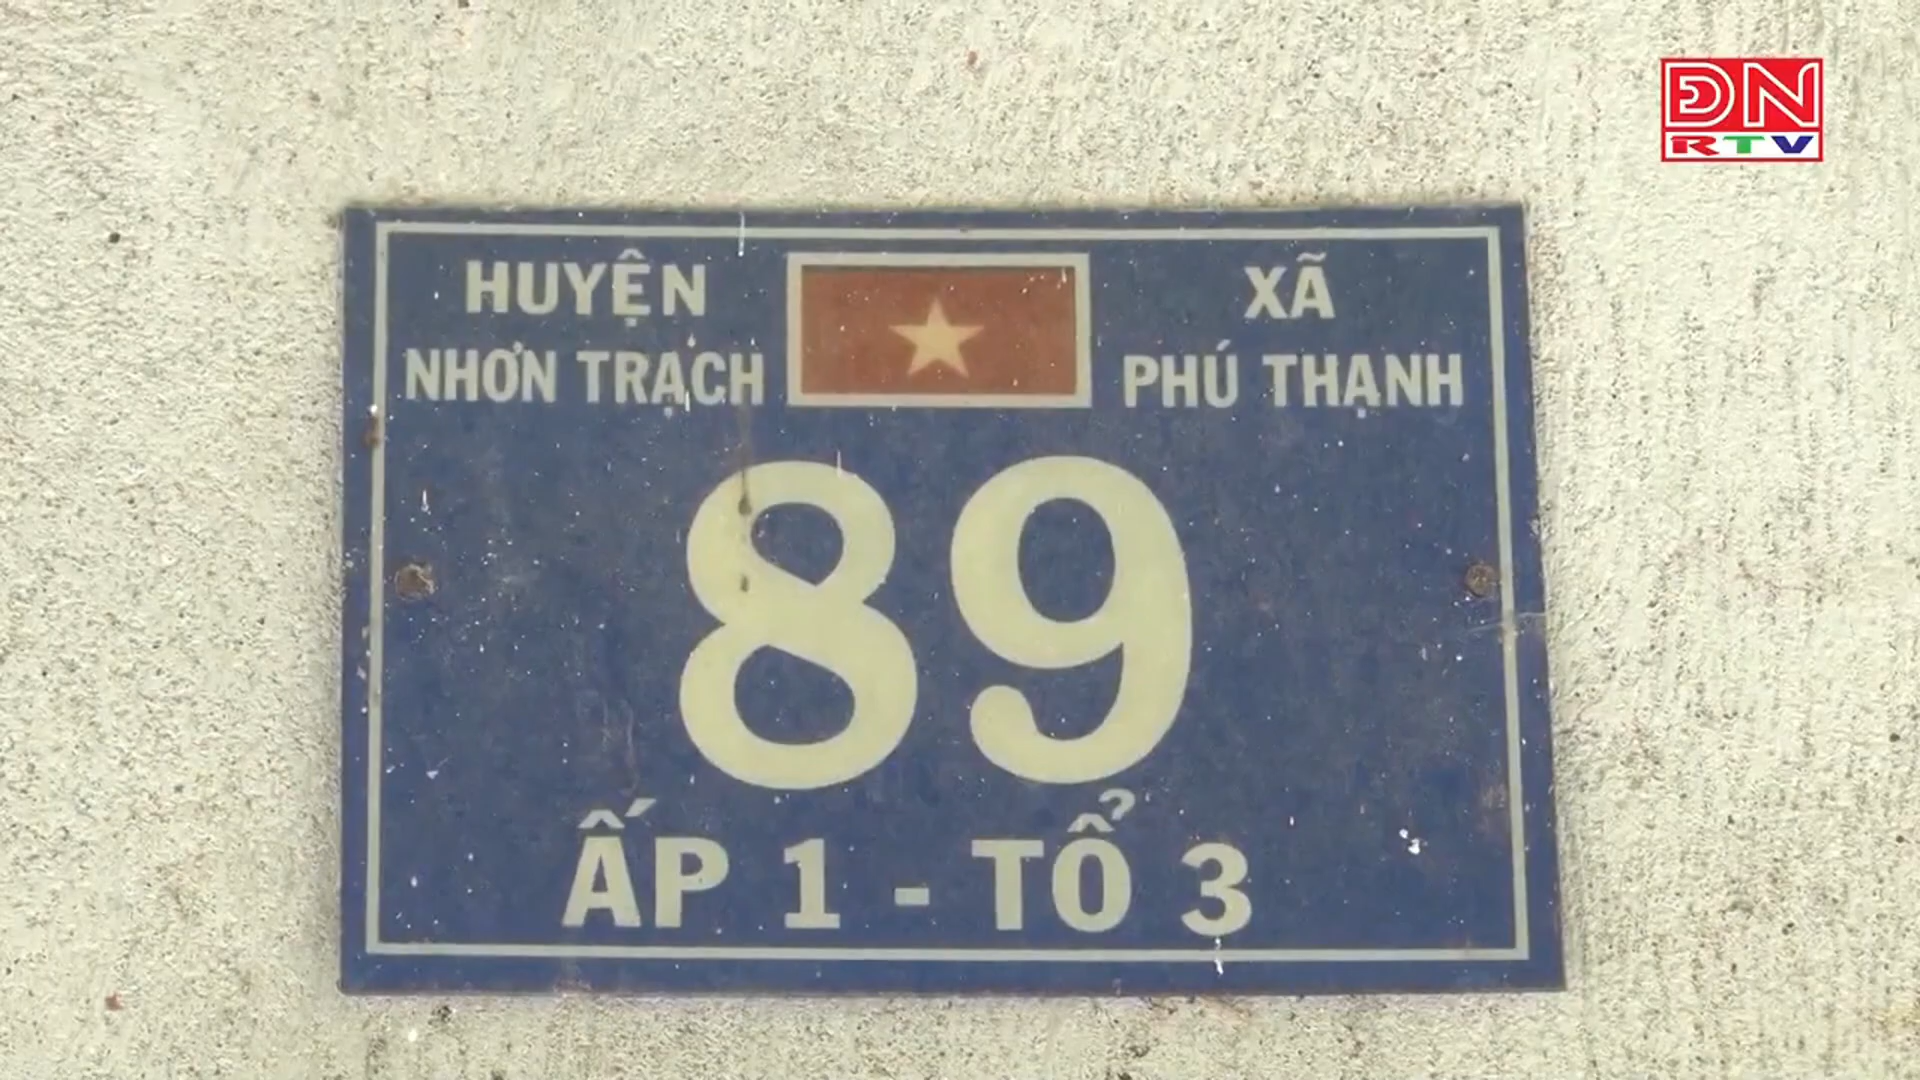 ĐN
RTV
HUYỆN
NHƠN TRẠCH
XÃ
PHÚ THẠNH
89
ẤP 1 - TỔ 3